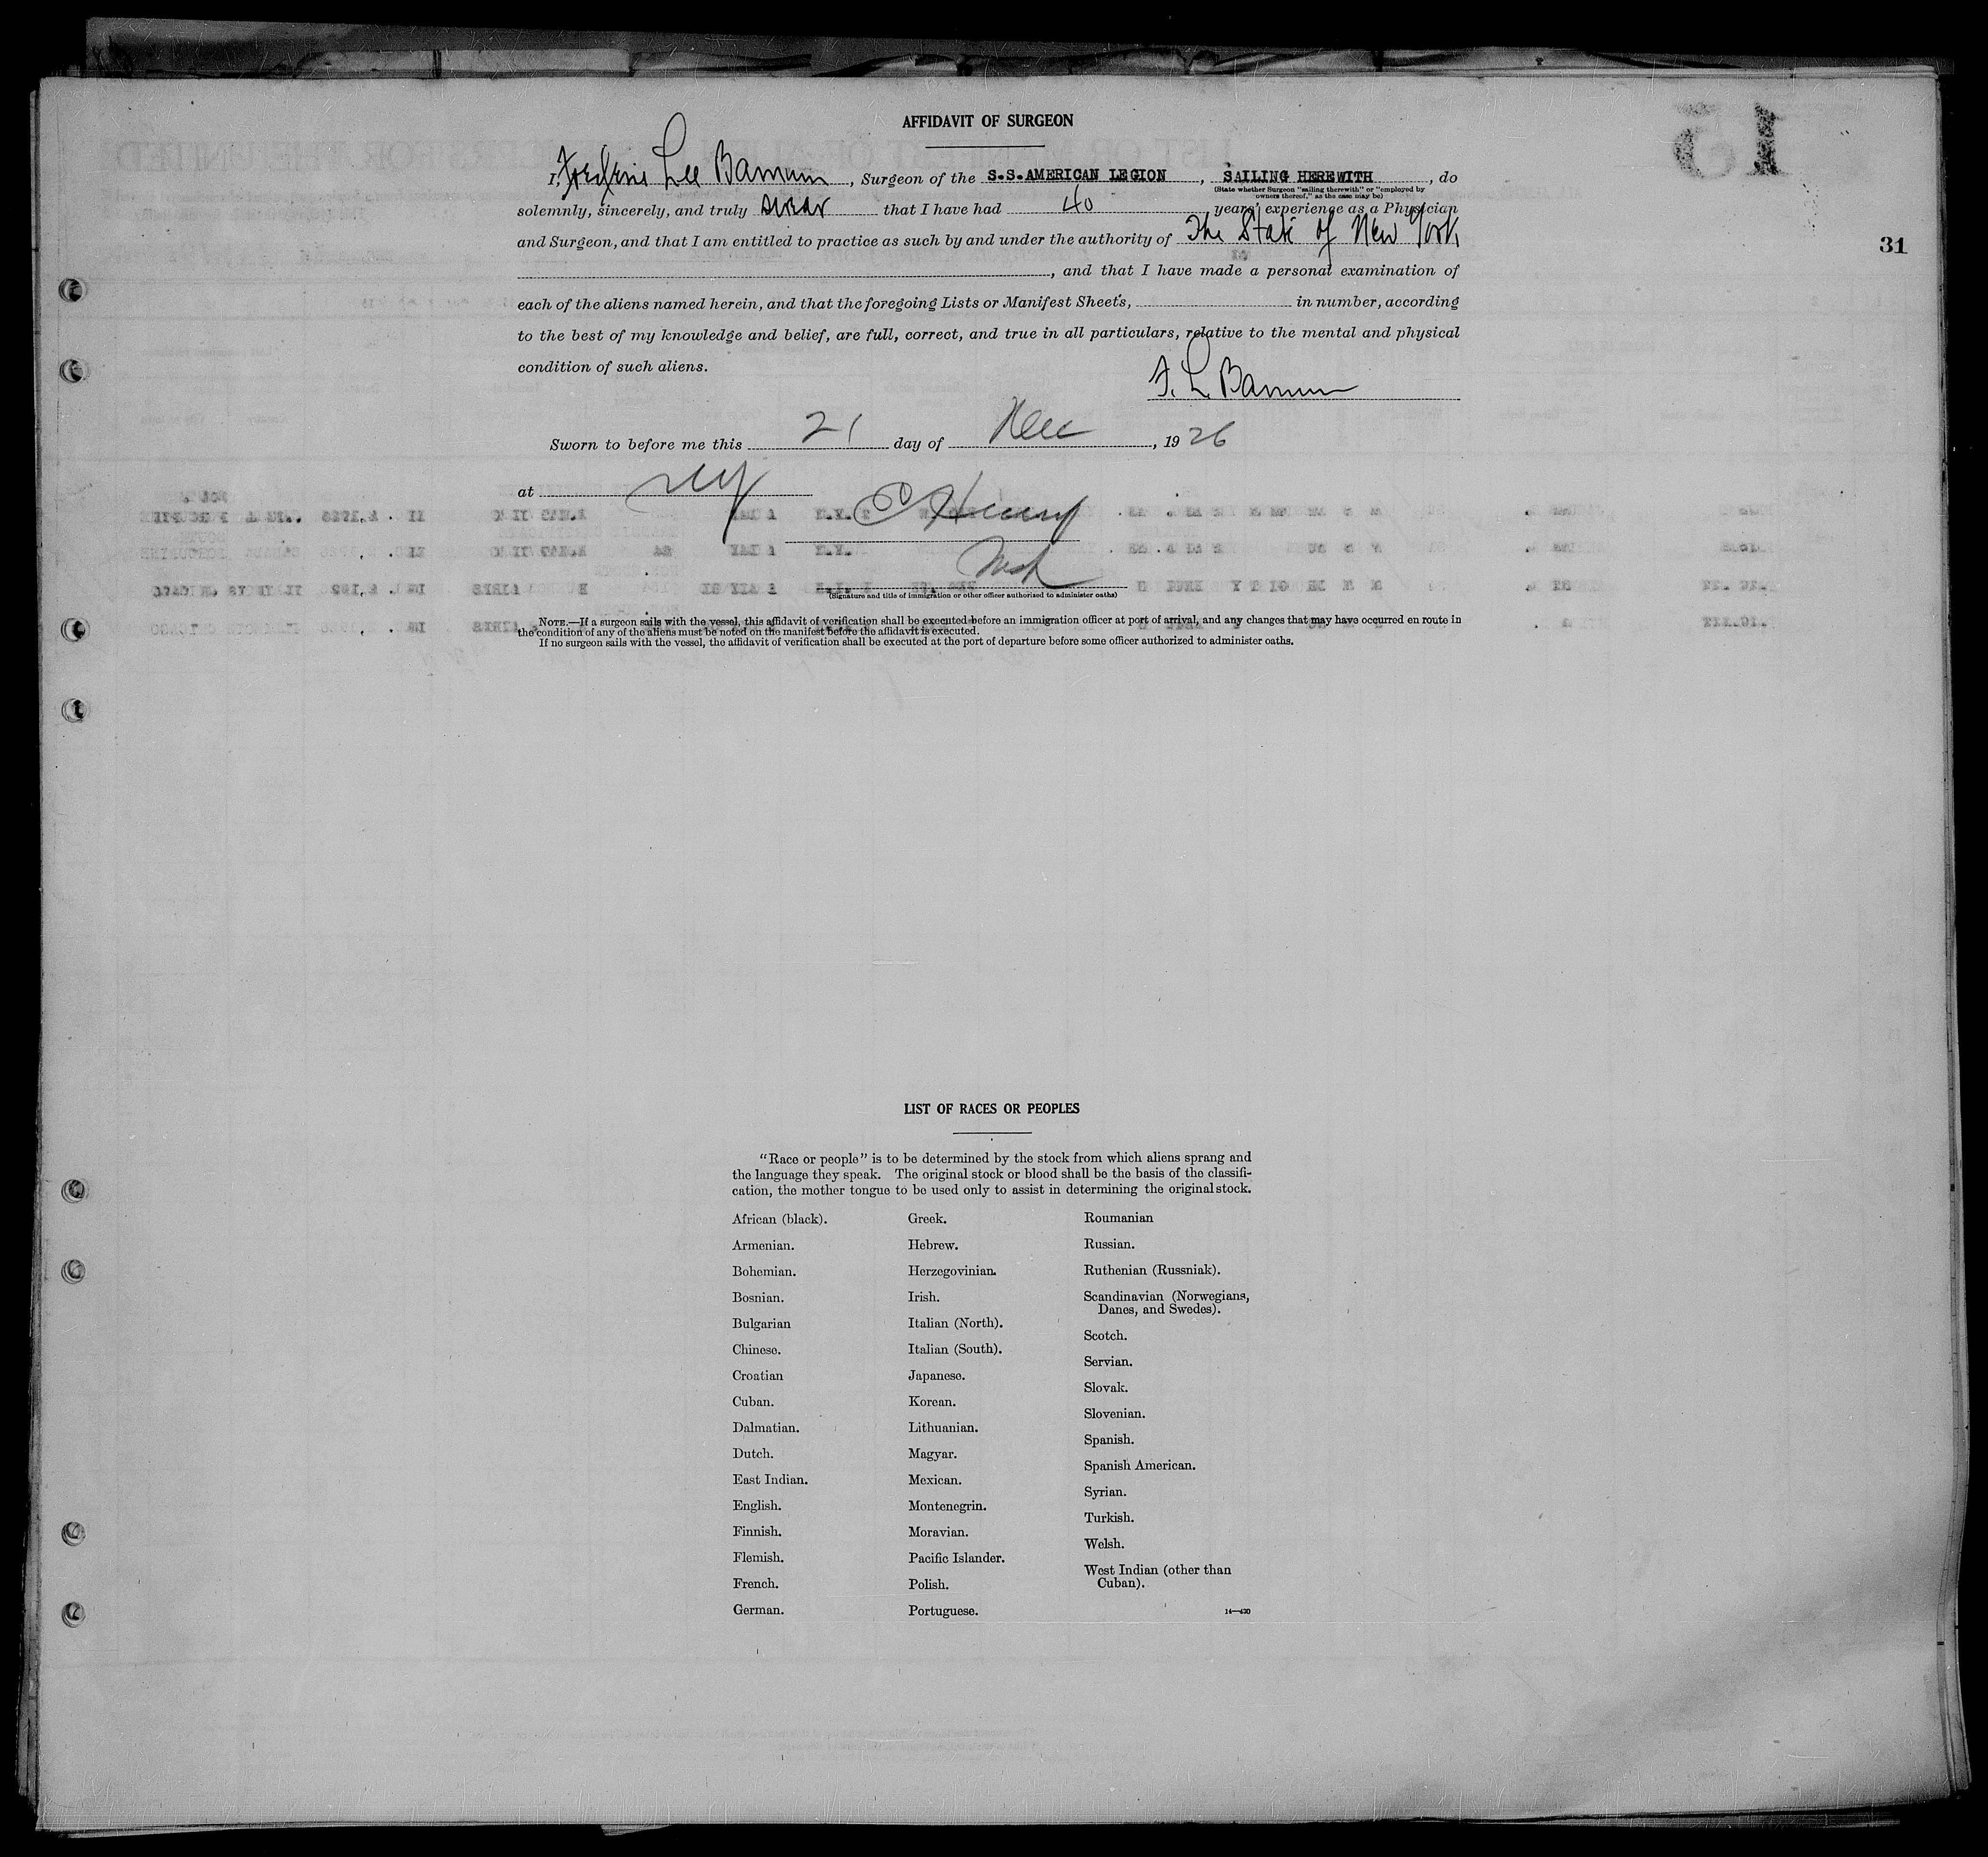 AFFIDAVIT OF SURGEON
I, Frederic Lee Barnum, Surgeon of the S.S.AMERICAN LEGION, SAILING HEREWITH, do
(State whether Surgeon "sailing therewith" or "employed by
owners thereof," as the case may be)
solemnly, sincerely, and truly swear that I have had 40 years' experience as a Physician
and Surgeon, and that I am entitled to practice as such by and under the authority of The State of New York
, and that I have made a personal examination of
each of the aliens named herein, and that the foregoing Lists or Manifest Sheets, in number, according
to the best of my knowledge and belief, are full, correct, and true in all particulars, relative to the mental and physical
condition of such aliens.
F. L. Barnum
Sworn to before me this 21 day of Dec, 1926
at NY
C Henry
Insp
(Signature and title of immigration or other officer authorized to administer oaths)
NOTE.—If a surgeon sails with the vessel, this affidavit of verification shall be executed before an immigration officer at port of arrival, and any changes that may have occurred en route in
the condition of any of the aliens must be noted on the manifest before the affidavit is executed.
If no surgeon sails with the vessel, the affidavit of verification shall be executed at the port of departure before some officer authorized to administer oaths.
31
LIST OF RACES OR PEOPLES
"Race or people" is to be determined by the stock from which aliens sprang and
the language they speak. The original stock or blood shall be the basis of the classifi-
cation, the mother tongue to be used only to assist in determining the original stock.
African (black).
Armenian.
Bohemian.
Bosnian.
Bulgarian
Chinese.
Croatian
Cuban.
Dalmatian.
Dutch.
East Indian.
English.
Finnish.
Flemish.
French.
German.
Greek.
Hebrew.
Herzegovinian.
Irish.
Italian (North).
Italian (South).
Japanese.
Korean.
Lithuanian.
Magyar.
Mexican.
Montenegrin.
Moravian.
Pacific Islander.
Polish.
Portuguese.
Roumanian
Russian.
Ruthenian (Russniak).
Scandinavian (Norwegians,
Danes, and Swedes).
Scotch.
Servian.
Slovak.
Slovenian.
Spanish.
Spanish American.
Syrian.
Turkish.
Welsh.
West Indian (other than
Cuban).
14—420